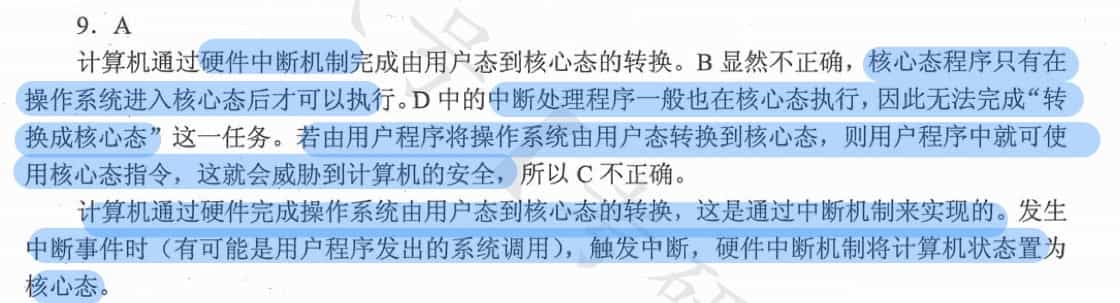 9．A
计算机通过硬件中断机制完成由用户态到核心态的转换。B 显然不正确，核心态程序只有在
操作系统进入核心态后才可以执行。D 中的中断处理程序一般也在核心态执行，因此无法完成“转
换成核心态”这一任务。若由用户程序将操作系统由用户态转换到核心态，则用户程序中就可使
用核心态指令，这就会威胁到计算机的安全，所以 C 不正确。
计算机通过硬件完成操作系统由用户态到核心态的转换，这是通过中断机制来实现的。发生
中断事件时（有可能是用户程序发出的系统调用），触发中断，硬件中断机制将计算机状态置为
核心态。